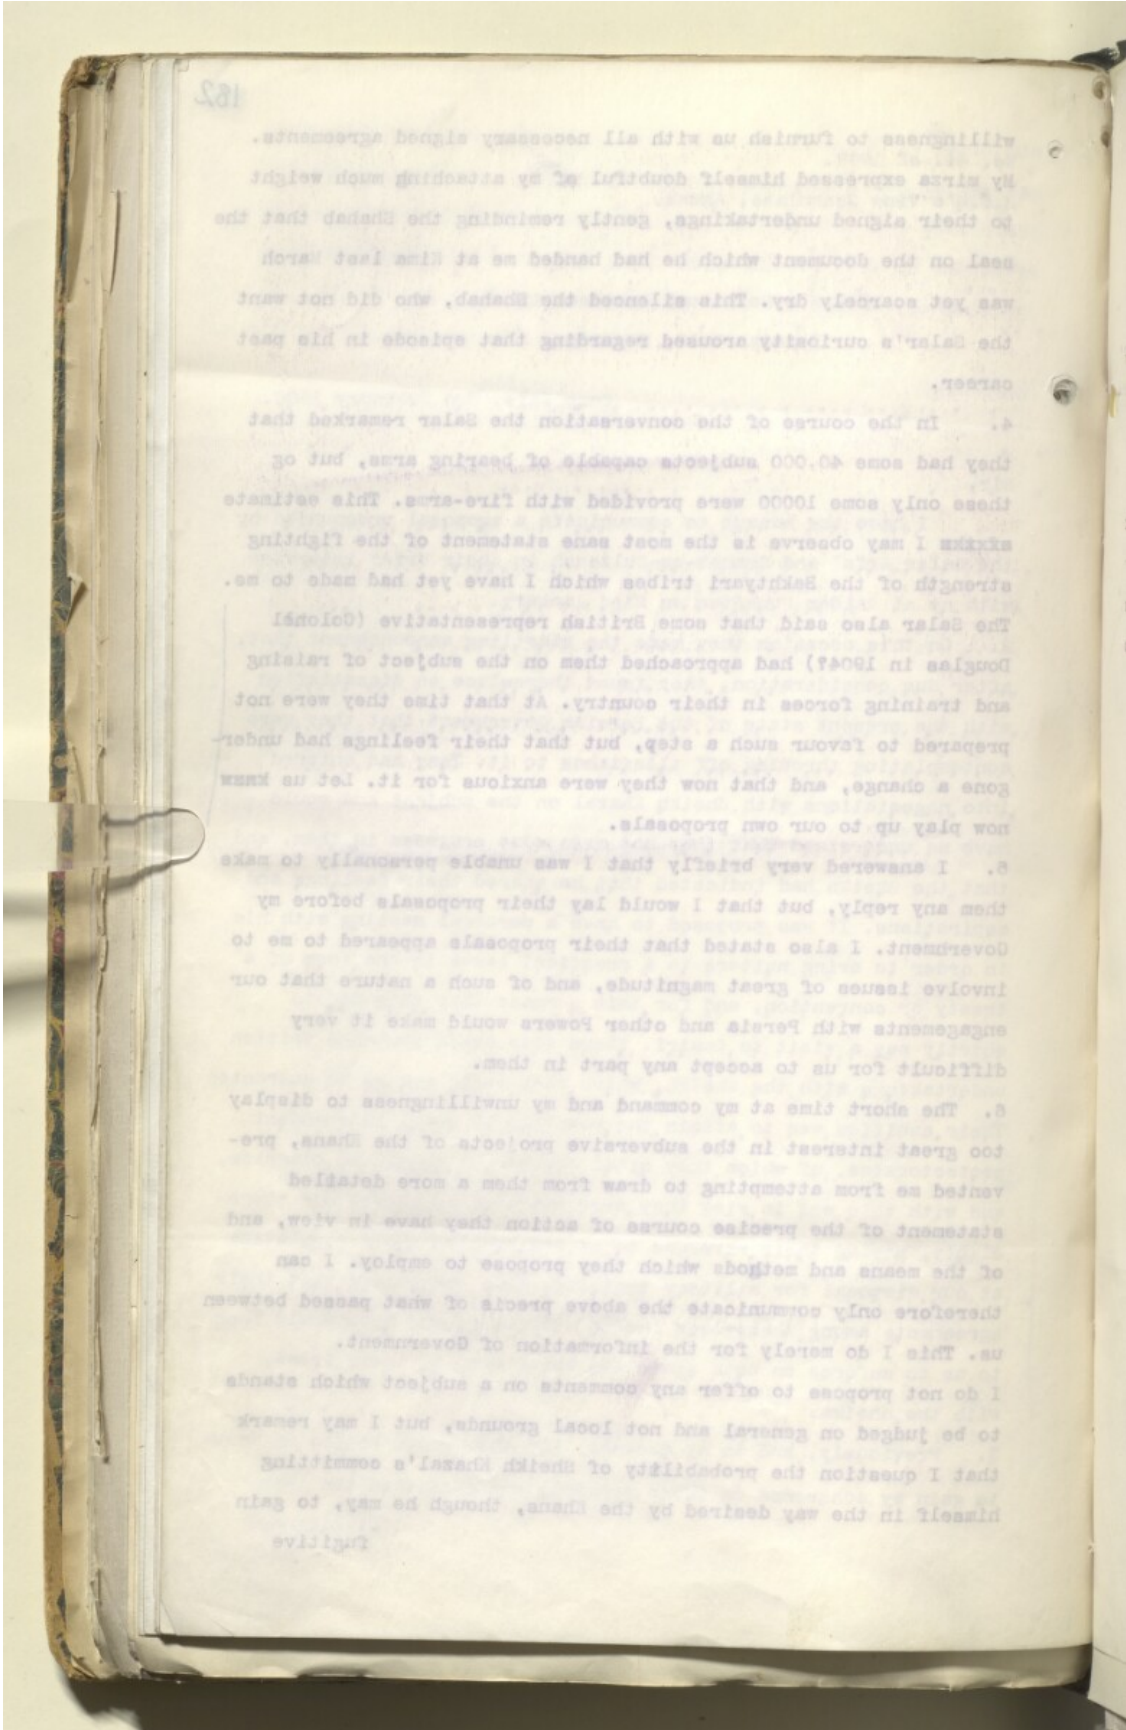 182
willingness to furnish us with all necessary signed agreements.
My mirza expressed himself doubtful of my attaching much weight
to their signed undertakings, gently reminding the Shahab that the
seal on the document which he had handed me at Kima last March
was yet scarcely dry. This silenced the Shahab, who did not want
the Salar's curiosity aroused regarding that episode in his past
career.
4. In the course of the conversation the Salar remarked that
they had some 40,000 subjects capable of bearing arms, but og
these only some 10000 were provided with fire-arms. This estimate
I may observe is the most sane statement of the fighting
strength of the Bakhtyari tribes which I have yet had made to me.
The Salar also said that some British representative (Colonel
Douglas in 1904?) had approached them on the subject of raising
and training forces in their country. At that time they were not
prepared to favour such a step, but that their feelings had under-
gone a change, and that now they were anxious for it. Let us
now play up to our own proposals.
5. I answered very briefly that I was unable personally to make
them any reply, but that I would lay their proposals before my
Government. I also stated that their proposals appeared to me to
involve issues of great magnitude, and of such a nature that our
engagements with Persia and other Powers would make it very
difficult for us to accept any part in them.
6. The short time at my command and my unwillingness to display
too great interest in the subversive projects of the Khans, pre-
vented me from attempting to draw from them a more detailed
statement of the precise course of action they have in view, and
of the means and methods which they propose to employ. I can
therefore only communicate the above precis of what passed between
us. This I do merely for the information of Government.
I do not propose to offer any comments on a subject which stands
to be judged on general and not local grounds, but I may remark
that I question the probability of Sheikh Khazal's committing
himself in the way desired by the Khans, though he may, to gain
fugitive